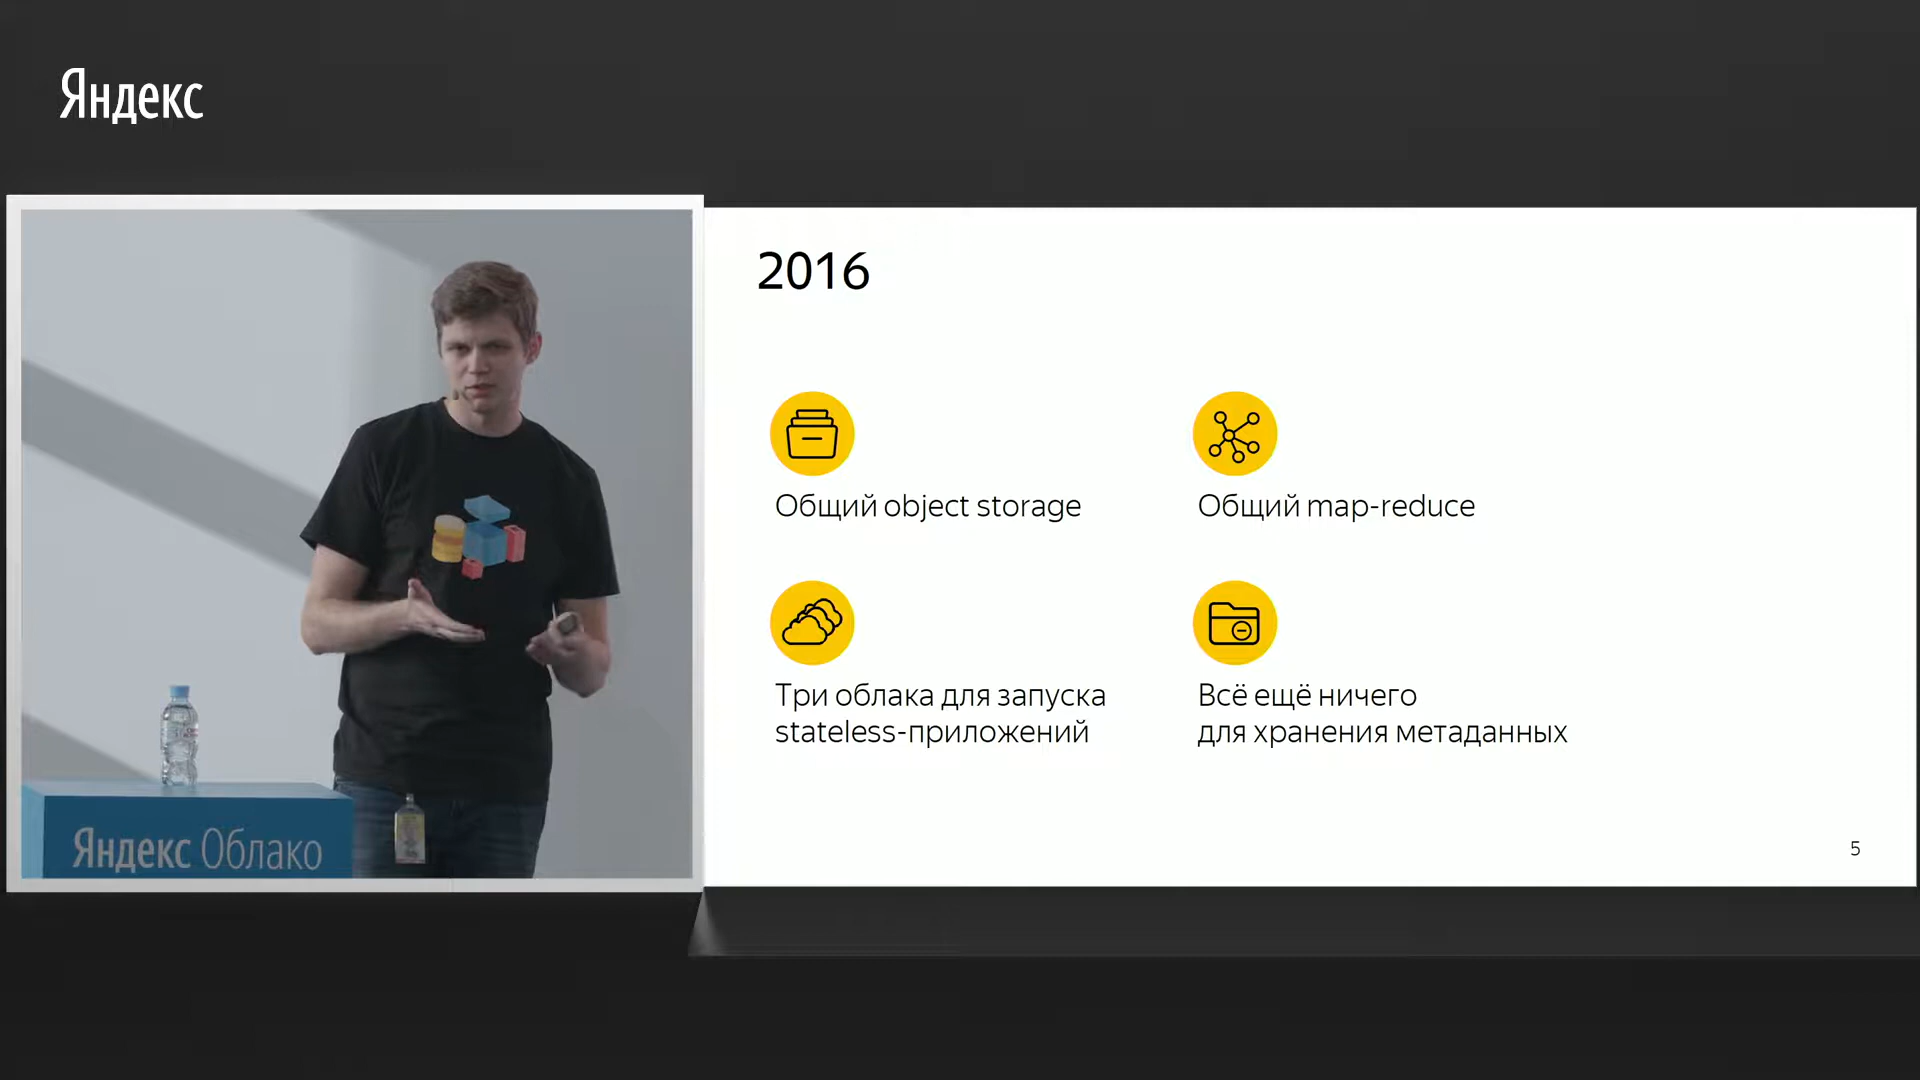 Яндекс
2016
Общий object storage
Общий map-reduce
Три облака для запуска
stateless-приложений
Всё ещё ничего
для хранения метаданных
5
Яндекс Облако